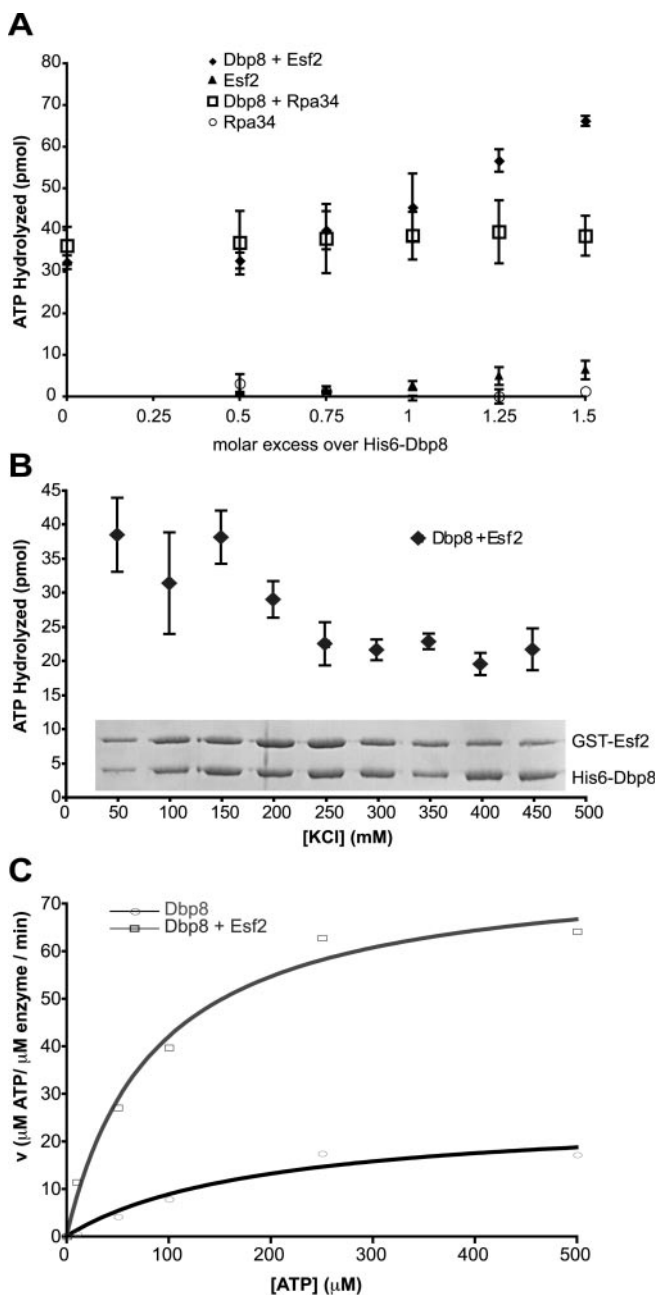 A
Dbp8 + Esf2
Esf2
Dbp8 + Rpa34
Rpa34
ATP Hydrolyzed (pmol)
80
70
60
50
40
30
20
10
0
0 0.25 0.5 0.75 1 1.25 1.5
molar excess over His6-Dbp8
B
Dbp8 +Esf2
ATP Hydrolyzed (pmol)
45
40
35
30
25
20
15
10
5
0
GST-Esf2
His6-Dbp8
0 50 100 150 200 250 300 350 400 450 500
[KCl] (mM)
C
Dbp8
Dbp8 + Esf2
v (µM ATP/ µM enzyme / min)
70
60
50
40
30
20
10
0
0 100 200 300 400 500
[ATP] (µM)